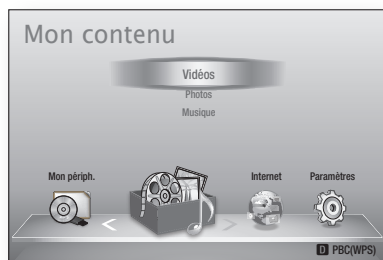 Mon contenu
Vidéos
Photos
Musique
Mon périph. Internet Paramètres
D PBC(WPS)